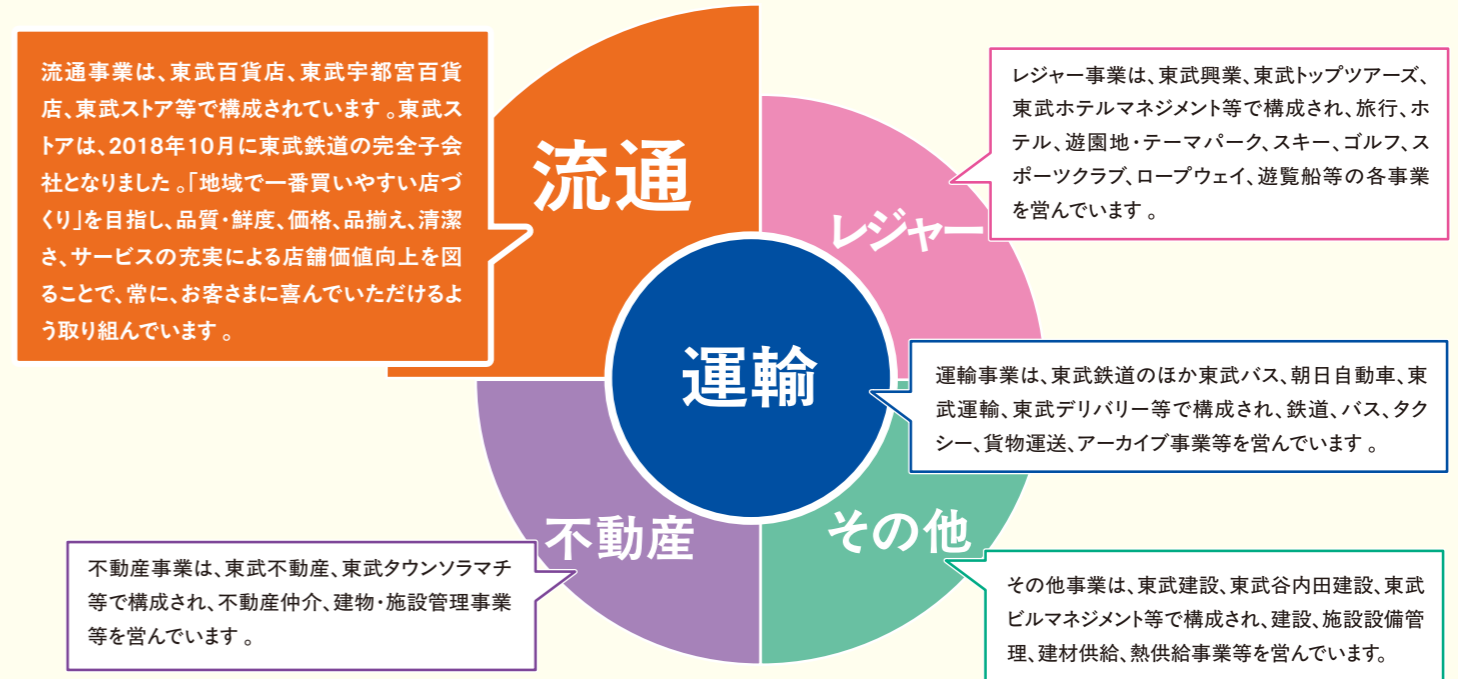 流通事業は、東武百貨店、東武宇都宮百貨
店、東武ストア等で構成されています。東武ス
トアは、2018年10月に東武鉄道の完全子会
社となりました。「地域で一番買いやすい店づ
くり」を目指し、品質・鮮度、価格、品揃え、清潔
さ、サービスの充実による店舗価値向上を図
ることで、常に、お客さまに喜んでいただけるよ
う取り組んでいます。
流通
レジャー事業は、東武興業、東武トップツアーズ、
東武ホテルマネジメント等で構成され、旅行、ホ
テル、遊園地・テーマパーク、スキー、ゴルフ、ス
ポーツクラブ、ロープウェイ、遊覧船等の各事業
を営んでいます。
レジャー
運輸
運輸事業は、東武鉄道のほか東武バス、朝日自動車、東
武運輸、東武デリバリー等で構成され、鉄道、バス、タク
シー、貨物運送、アーカイブ事業等を営んでいます。
不動産
不動産事業は、東武不動産、東武タウンソラマチ
等で構成され、不動産仲介、建物・施設管理事業
等を営んでいます。
その他
その他事業は、東武建設、東武谷内田建設、東武
ビルマネジメント等で構成され、建設、施設設備管
理、建材供給、熱供給事業等を営んでいます。